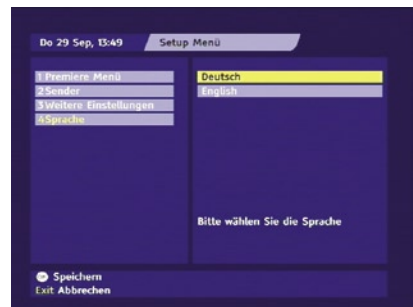 Do 29 Sep, 13:49 Setup Menü
1 Premiere Menü
2 Sender
3 Weitere Einstellungen
4 Sprache
Deutsch
English
Bitte wählen Sie die Sprache
Speichern
Exit Abbrechen